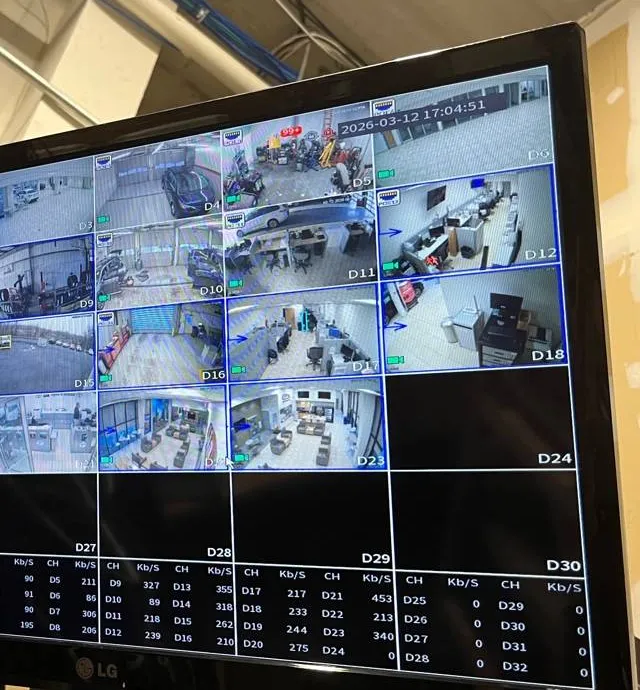 2026-03-12 17:04:51
99+
D3
D4
D5
D6
D9
D10
D11
D12
D15
D16
D17
D18
D23
D24
D27
D28
D29
D30
Kb/S CH Kb/S CH Kb/S CH Kb/S CH Kb/S CH Kb/S CH Kb/S CH Kb/S
90 D5 211 D9 327 D13 355 D17 217 D21 453 D25 0 D29 0
91 D6 86 D10 89 D14 318 D18 233 D22 213 D26 0 D30 0
90 D7 306 D11 218 D15 262 D19 244 D23 340 D27 0 D31 0
195 D8 206 D12 239 D16 210 D20 275 D24 0 D28 0 D32 0
LG